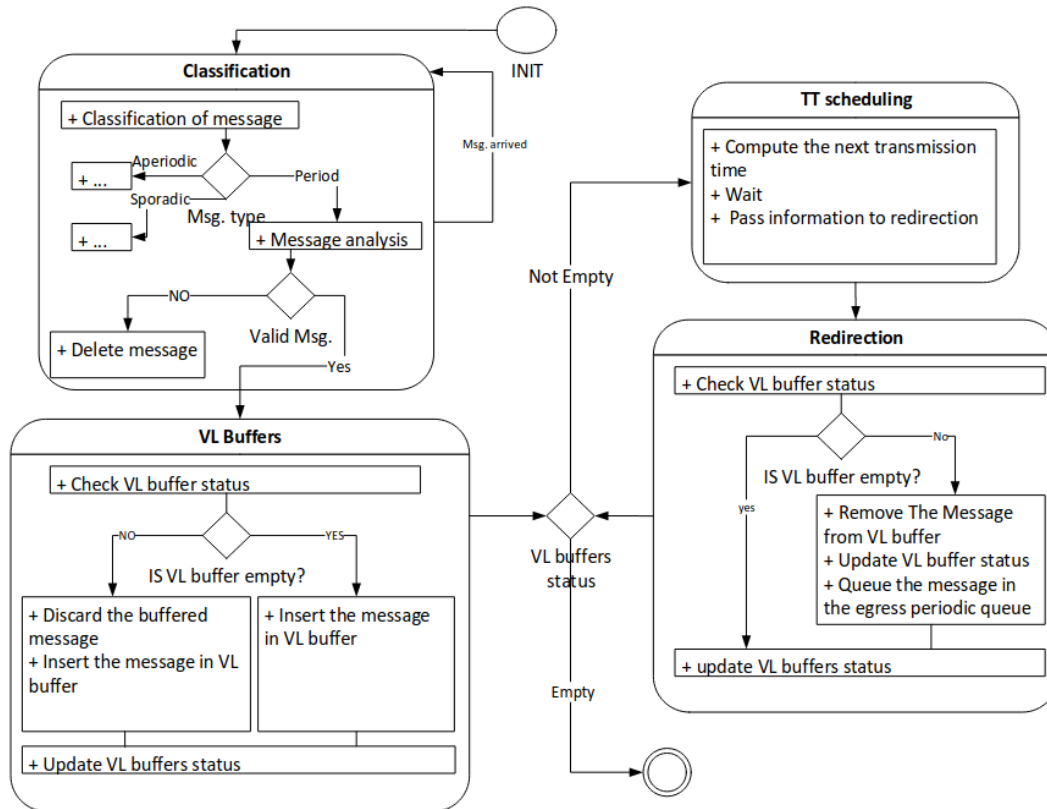 INIT
Classification
+ Classification of message
Aperiodic
+ ...
Sporadic
Msg. type
Period
+ ...
+ Message analysis
Msg. arrived
NO
Valid Msg.
+ Delete message
Yes
VL Buffers
+ Check VL buffer status
NO
YES
IS VL buffer empty?
+ Discard the buffered
message
+ Insert the message in VL
buffer
+ Insert the message
in VL buffer
+ Update VL buffers status
Not Empty
VL buffers
status
Empty
TT scheduling
+ Compute the next transmission
time
+ Wait
+ Pass information to redirection
Redirection
+ Check VL buffer status
No
IS VL buffer empty?
yes
+ Remove The Message
from VL buffer
+ Update VL buffer status
+ Queue the message in
the egress periodic queue
+ update VL buffers status